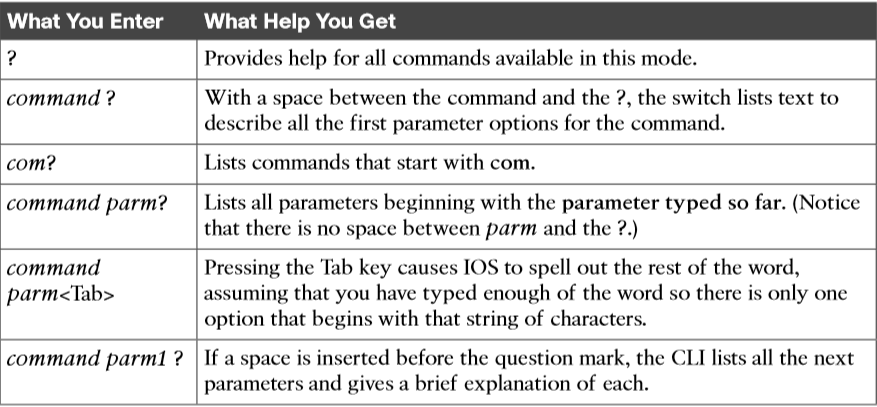 What You Enter What Help You Get
? Provides help for all commands available in this mode.
command ? With a space between the command and the ?, the switch lists text to
describe all the first parameter options for the command.
com? Lists commands that start with com.
command parm? Lists all parameters beginning with the parameter typed so far. (Notice
that there is no space between parm and the ?.)
command Pressing the Tab key causes IOS to spell out the rest of the word,
parm<Tab> assuming that you have typed enough of the word so there is only one
option that begins with that string of characters.
command parm1 ? If a space is inserted before the question mark, the CLI lists all the next
parameters and gives a brief explanation of each.